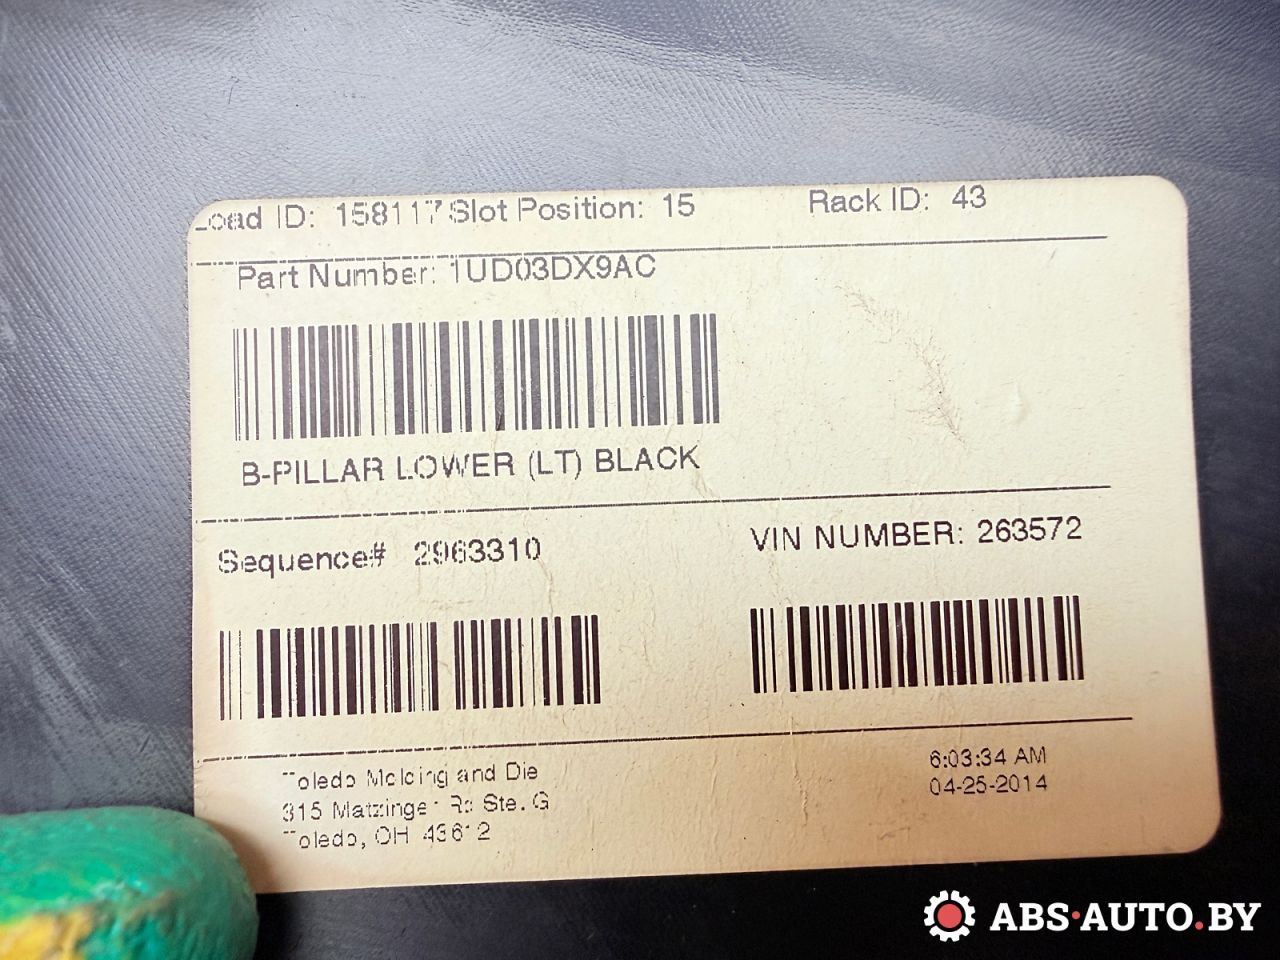 Load ID: 158117 Slot Position: 15 Rack ID: 43
Part Number: 1UD03DX9AC
B-PILLAR LOWER (LT) BLACK
Sequence# 2963310 VIN NUMBER: 263572
Toledo Molding and Die
315 Matzinger Rd Ste. G
Toledo, OH 43612
6:03:34 AM
04-25-2014
ABS·AUTO.BY